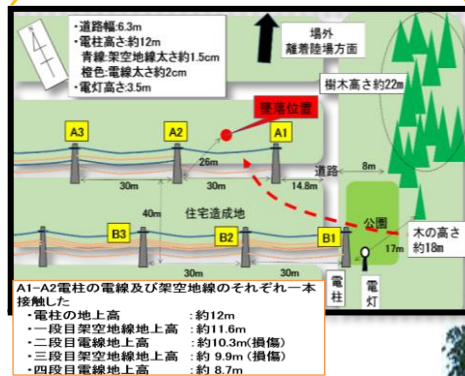 ・道路幅:6.3m
・電柱高さ:約12m
青線:架空地線太さ約1.5cm
橙色:電線太さ約2cm
・電灯高さ:3.5m
場外
離着陸場方面
樹木高さ約22m
墜落位置
A3
A2
A1
26m
道路
8m
30m
30m
14.8m
40m
住宅造成地
公園
木の高さ
約18m
B3
B2
B1
17m
30m
30m
電柱
電灯
A1-A2電柱の電線及び架空地線のそれぞれ一本
接触した
・電柱の地上高 :約12m
・一段目架空地線地上高 :約11.6m
・二段目電線地上高 :約10.3m(損傷)
・三段目架空地線地上高 :約 9.9m(損傷)
・四段目電線地上高 :約 8.7m